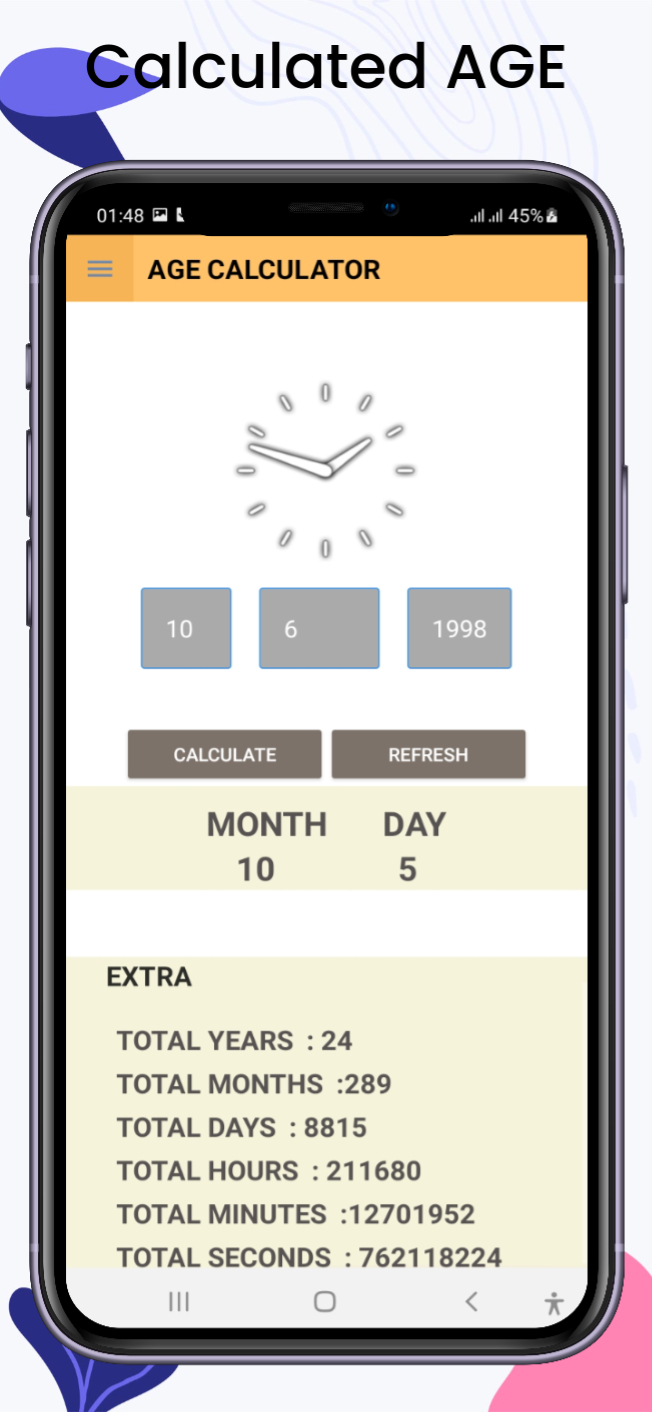 Calculated AGE
01:48 45%
AGE CALCULATOR
10 6 1998
CALCULATE REFRESH
MONTH DAY
10 5
EXTRA
TOTAL YEARS : 24
TOTAL MONTHS :289
TOTAL DAYS : 8815
TOTAL HOURS : 211680
TOTAL MINUTES :12701952
TOTAL SECONDS : 762118224